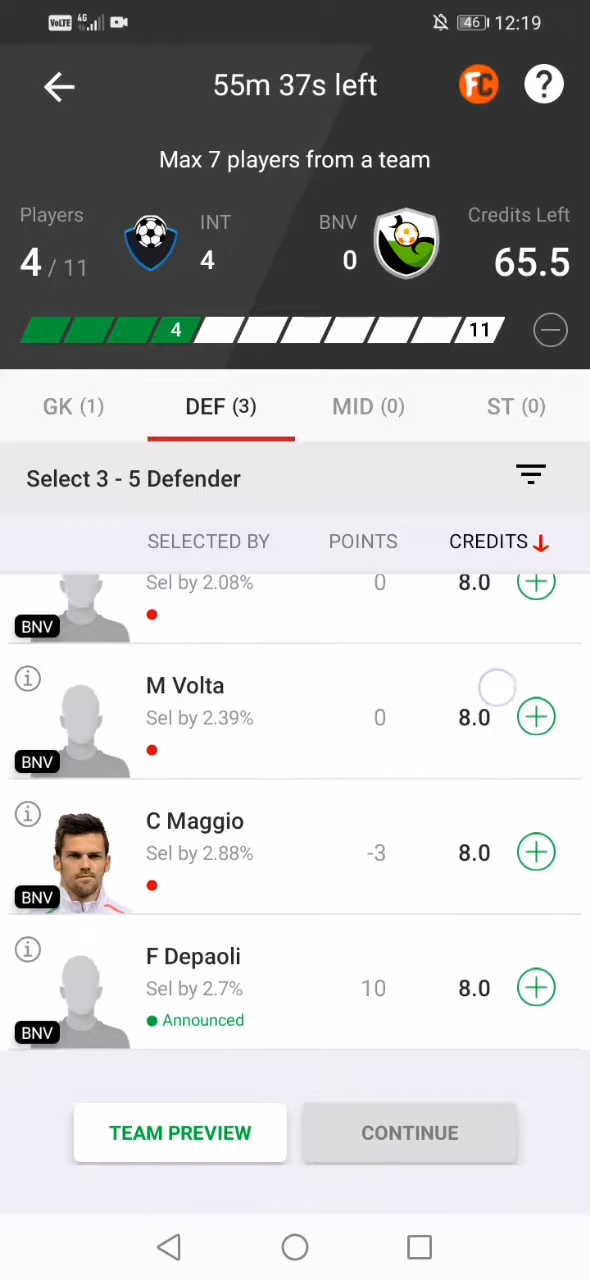 VoLTE 4G 46 12:19
55m 37s left FC ?
Max 7 players from a team
Players INT BNV Credits Left
4 / 11 4 0 65.5
4 11
GK (1) DEF (3) MID (0) ST (0)
Select 3 - 5 Defender
SELECTED BY POINTS CREDITS
Sel by 2.08% 0 8.0
BNV
M Volta
Sel by 2.39% 0 8.0
BNV
C Maggio
Sel by 2.88% -3 8.0
BNV
F Depaoli
Sel by 2.7% 10 8.0
Announced
BNV
TEAM PREVIEW CONTINUE